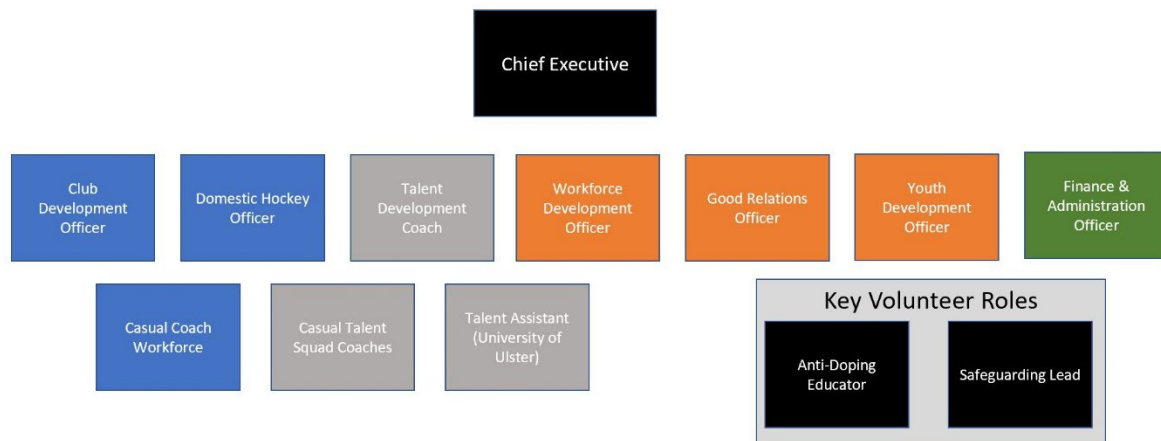 Chief Executive
Club
Development
Officer
Domestic Hockey
Officer
Talent
Development
Coach
Workforce
Development
Officer
Good Relations
Officer
Youth
Development
Officer
Finance &
Administration
Officer
Casual Coach
Workforce
Casual Talent
Squad Coaches
Talent Assistant
(University of
Ulster)
Key Volunteer Roles
Anti-Doping
Educator
Safeguarding Lead